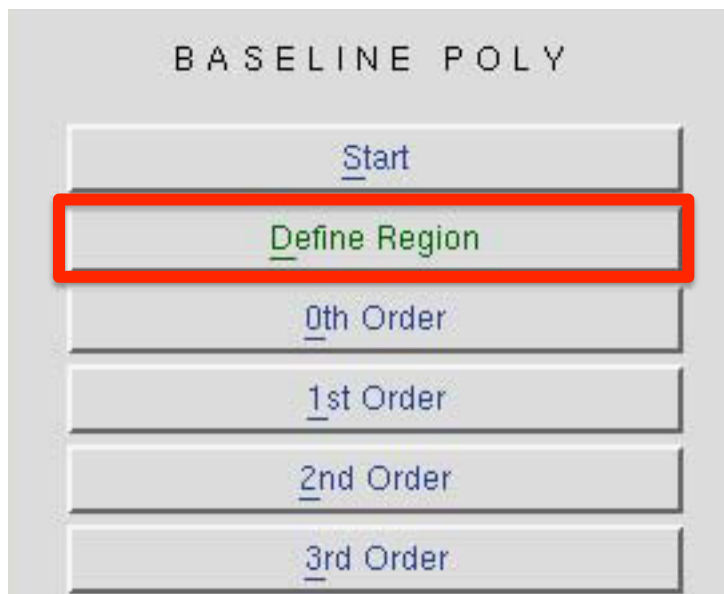 BASELINE POLY
Start
Define Region
0th Order
1st Order
2nd Order
3rd Order